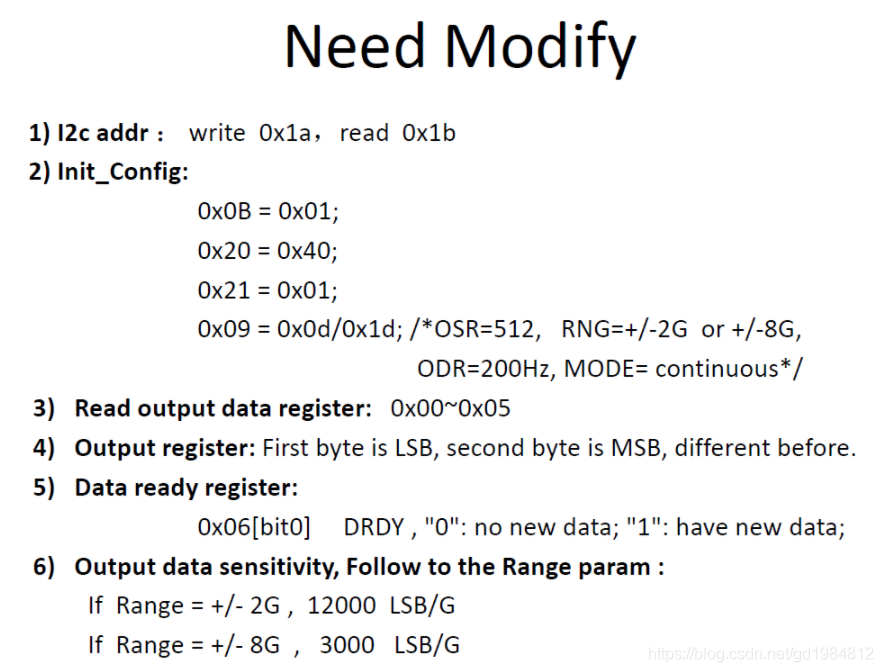 Need Modify
1) I2c addr： write 0x1a，read 0x1b
2) Init_Config:
0x0B = 0x01;
0x20 = 0x40;
0x21 = 0x01;
0x09 = 0x0d/0x1d; /*OSR=512, RNG=+/-2G or +/-8G,
ODR=200Hz, MODE= continuous*/
3) Read output data register: 0x00~0x05
4) Output register: First byte is LSB, second byte is MSB, different before.
5) Data ready register:
0x06[bit0] DRDY , "0": no new data; "1": have new data;
6) Output data sensitivity, Follow to the Range param :
If Range = +/- 2G , 12000 LSB/G
If Range = +/- 8G , 3000 LSB/G
https://blog.csdn.net/gd1984812